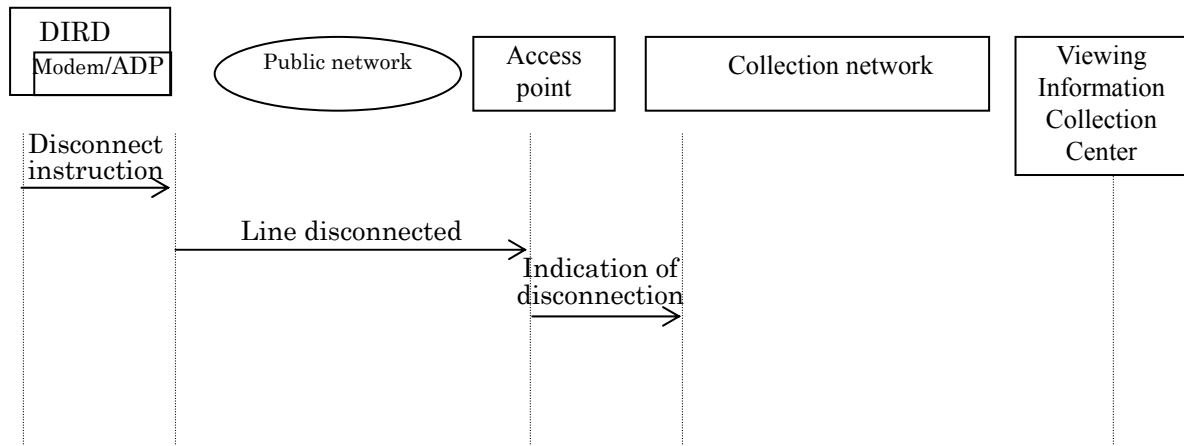 DIRD
Modem/ADP
Public network
Access
point
Collection network
Viewing
Information
Collection
Center
Disconnect
instruction
Line disconnected
Indication of
disconnection